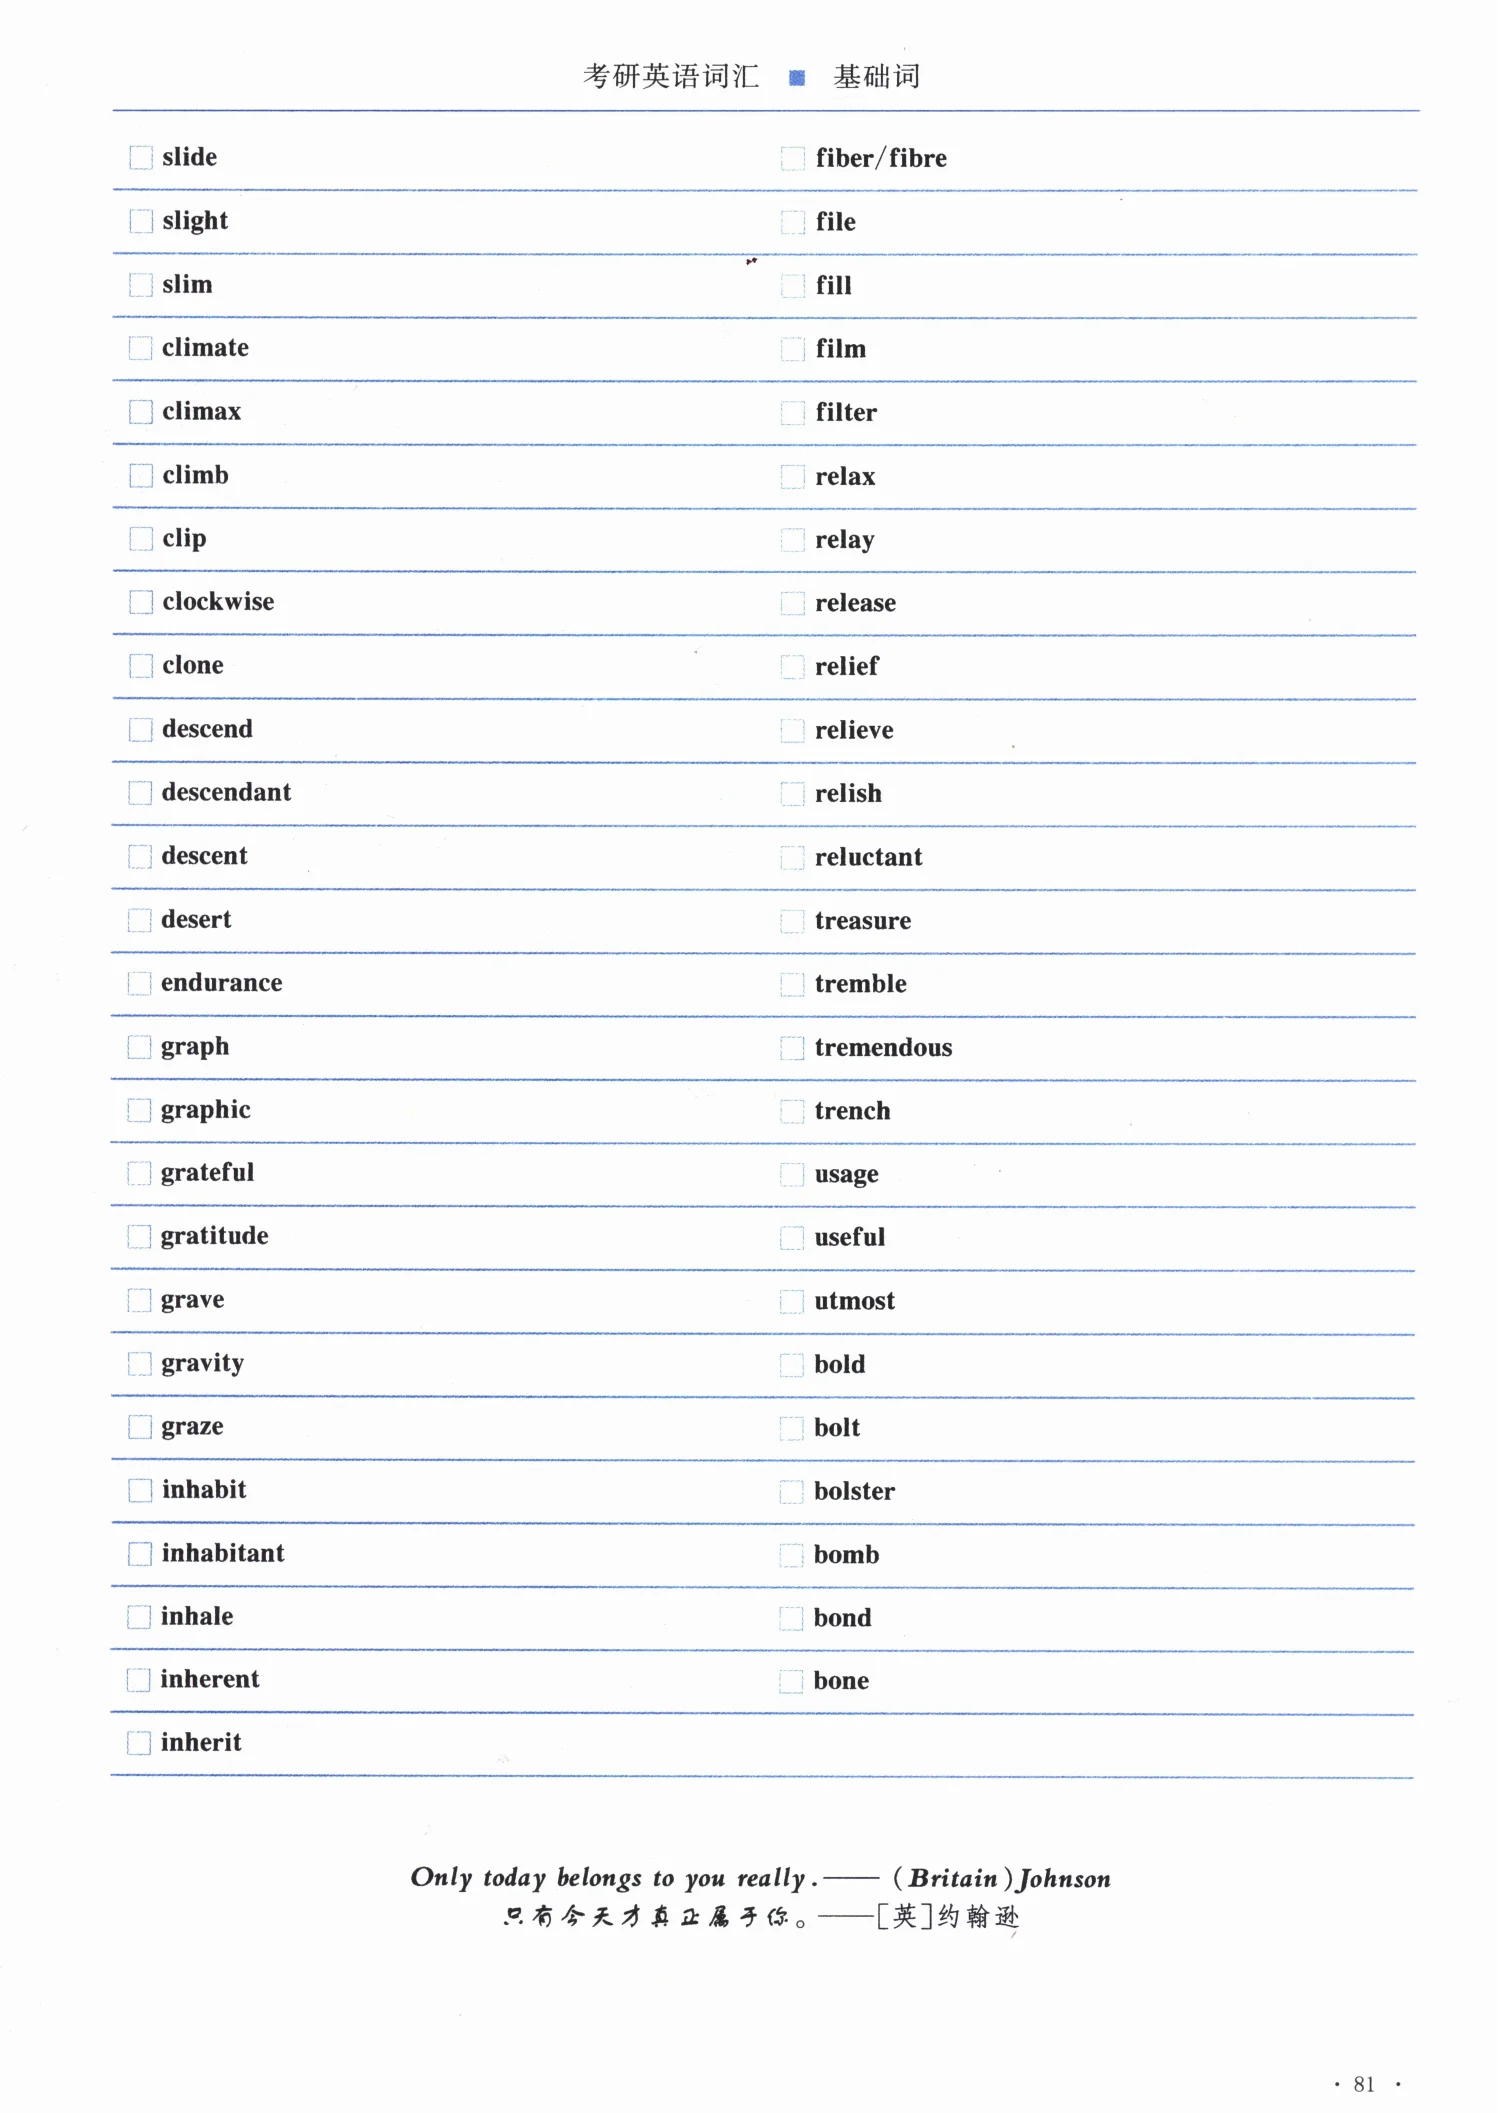 考研英语词汇 ■ 基础词
slide
slight
slim
climate
climax
climb
clip
clockwise
clone
descend
descendant
descent
desert
endurance
graph
graphic
grateful
gratitude
grave
gravity
graze
inhabit
inhabitant
inhale
inherent
inherit
fiber/fibre
file
fill
film
filter
relax
relay
release
relief
relieve
relish
reluctant
treasure
tremble
tremendous
trench
usage
useful
utmost
bold
bolt
bolster
bomb
bond
bone
Only today belongs to you really.——(Britain)Johnson
只有今天才真正属于你。——[英]约翰逊
· 81 ·